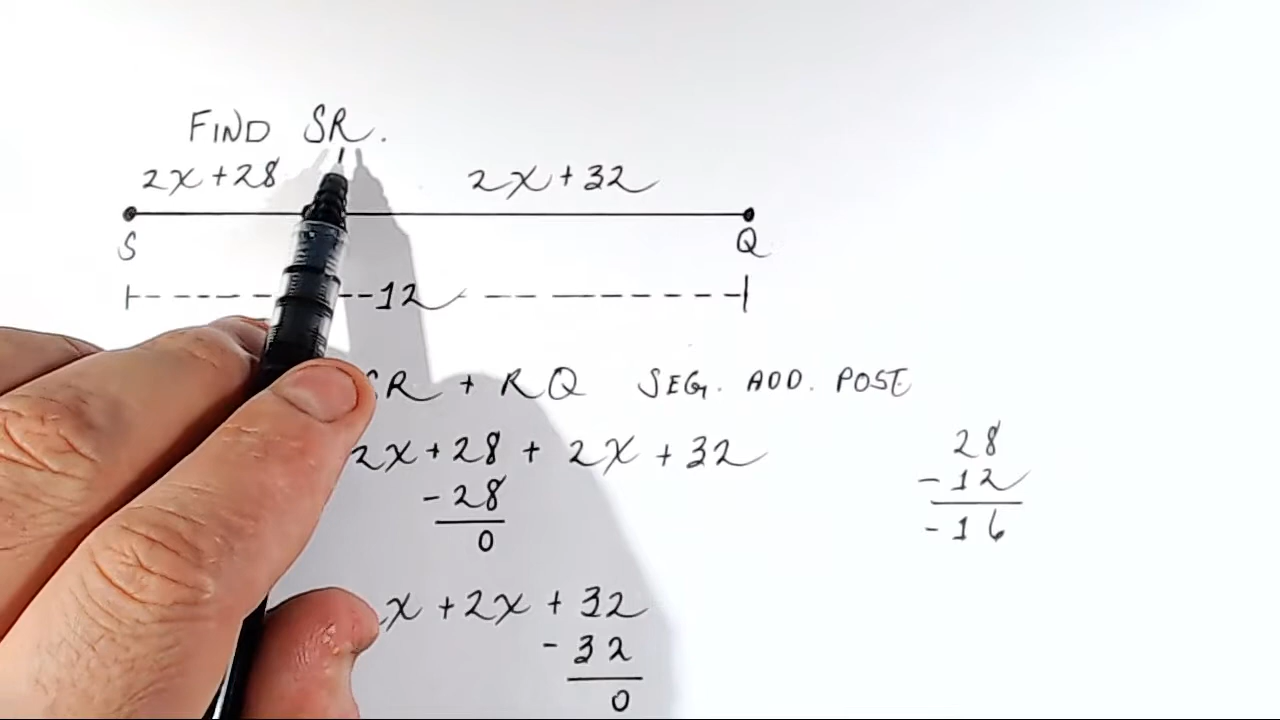 FIND SR.
2x+28 2x+32
S Q
12
SR + RQ SEG. ADD. POST
2x+28 + 2x+32
-28
0
x +2x + 32
-32
0
28
-12
-16